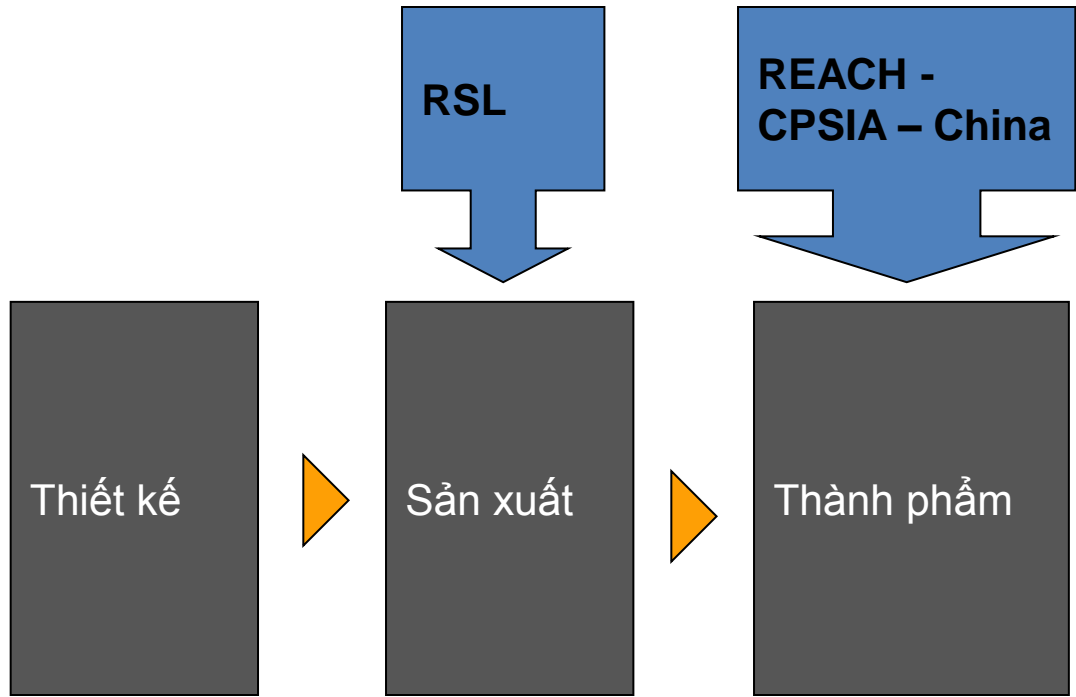 RSL
REACH -
CPSIA – China
Thiết kế
Sản xuất
Thành phẩm